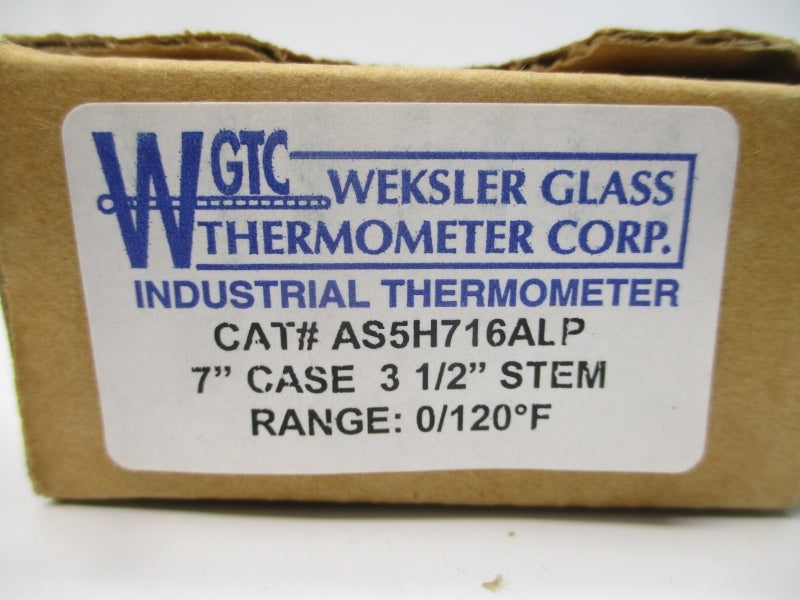 WGTC WEKSLER GLASS
THERMOMETER CORP.
INDUSTRIAL THERMOMETER
CAT# AS5H716ALP
7” CASE 3 1/2” STEM
RANGE: 0/120°F